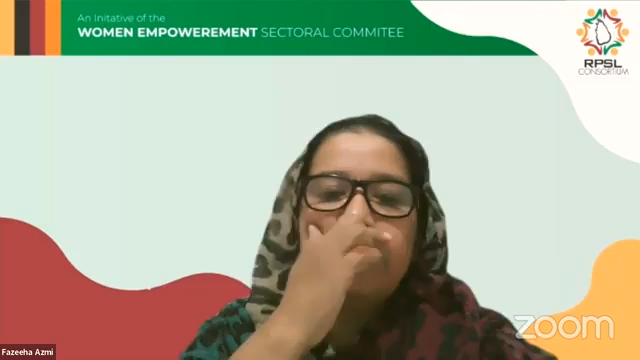 An Initative of the
WOMEN EMPOWEREMENT SECTORAL COMMITEE
RPSL
CONSORTIUM
Fazeeha Azmi
zoom